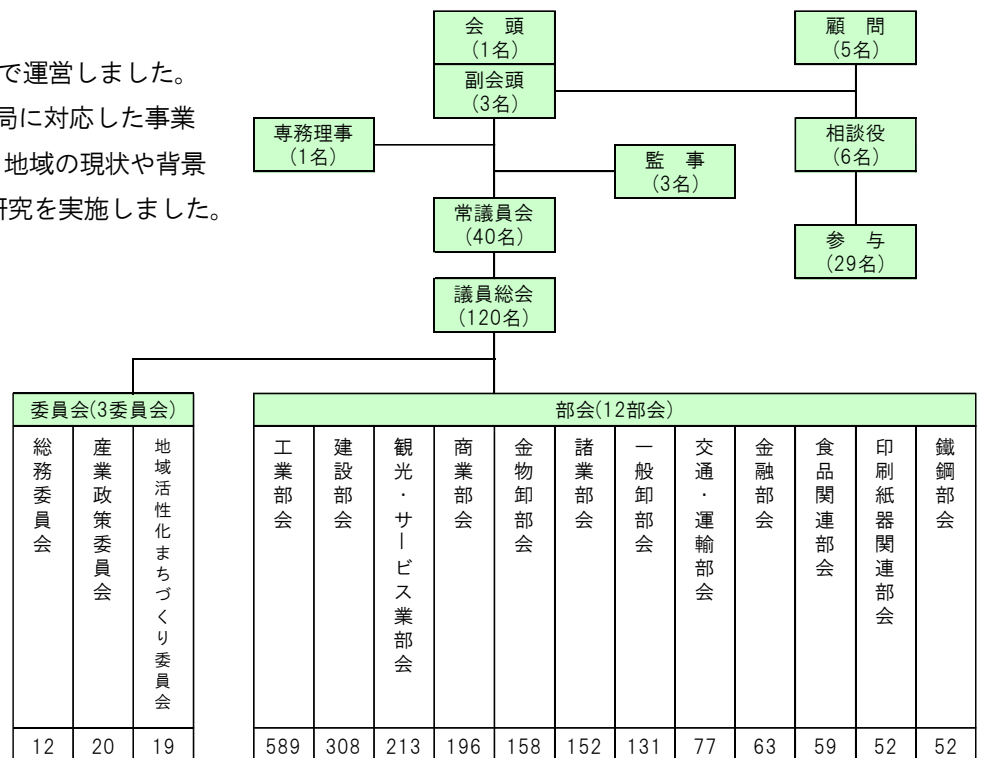 で運営しました。
局に対応した事業
地域の現状や背景
研究を実施しました。
会　頭
(1名)
副会頭
(3名)
顧　問
(5名)
専務理事
(1名)
監　事
(3名)
相談役
(6名)
常議員会
(40名)
参　与
(29名)
議員総会
(120名)
委員会(3委員会)
総務委員会
産業政策委員会
地域活性化まちづくり委員会
12
20
19
部会(12部会)
工業部会
建設部会
観光・サービス業部会
商業部会
金物卸部会
諸業部会
一般卸部会
交通・運輸部会
金融部会
食品関連部会
印刷紙器関連部会
鐵鋼部会
589
308
213
196
158
152
131
77
63
59
52
52